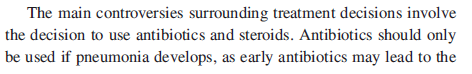 The main controversies surrounding treatment decisions involve
the decision to use antibiotics and steroids. Antibiotics should only
be used if pneumonia develops, as early antibiotics may lead to the